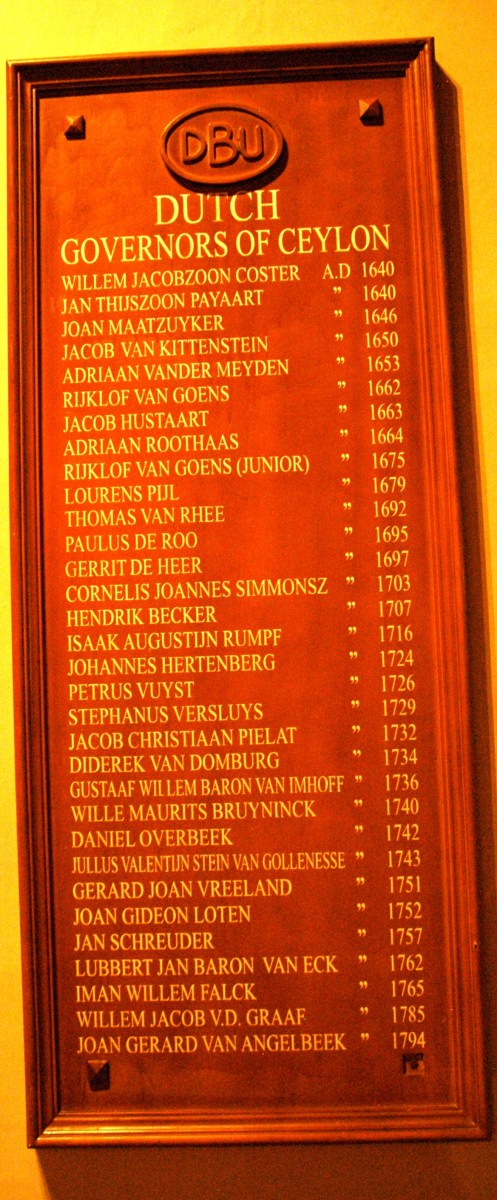 DBU
DUTCH
GOVERNORS OF CEYLON
WILLEM JACOBZOON COSTER A.D 1640
JAN THIJSZOON PAYAART " 1640
JOAN MAATZUYKER " 1646
JACOB VAN KITTENSTEIN " 1650
ADRIAAN VANDER MEYDEN " 1653
RIJKLOF VAN GOENS " 1662
JACOB HUSTAART " 1663
ADRIAAN ROOTHAAS " 1664
RIJKLOF VAN GOENS (JUNIOR) " 1675
LOURENS PIJL " 1679
THOMAS VAN RHEE " 1692
PAULUS DE ROO " 1695
GERRIT DE HEER " 1697
CORNELIS JOANNES SIMMONSZ " 1703
HENDRIK BECKER " 1707
ISAAK AUGUSTIJN RUMPF " 1716
JOHANNES HERTENBERG " 1724
PETRUS VUYST " 1726
STEPHANUS VERSLUYS " 1729
JACOB CHRISTIAAN PIELAT " 1732
DIDEREK VAN DOMBURG " 1734
GUSTAAF WILLEM BARON VAN IMHOFF " 1736
WILLE MAURITS BRUYNINCK " 1740
DANIEL OVERBEEK " 1742
JULLUS VALENTIJN STEIN VAN GOLLENESSE " 1743
GERARD JOAN VREELAND " 1751
JOAN GIDEON LOTEN " 1752
JAN SCHREUDER " 1757
LUBBERT JAN BARON VAN ECK " 1762
IMAN WILLEM FALCK " 1765
WILLEM JACOB V.D. GRAAF " 1785
JOAN GERARD VAN ANGELBEEK " 1794